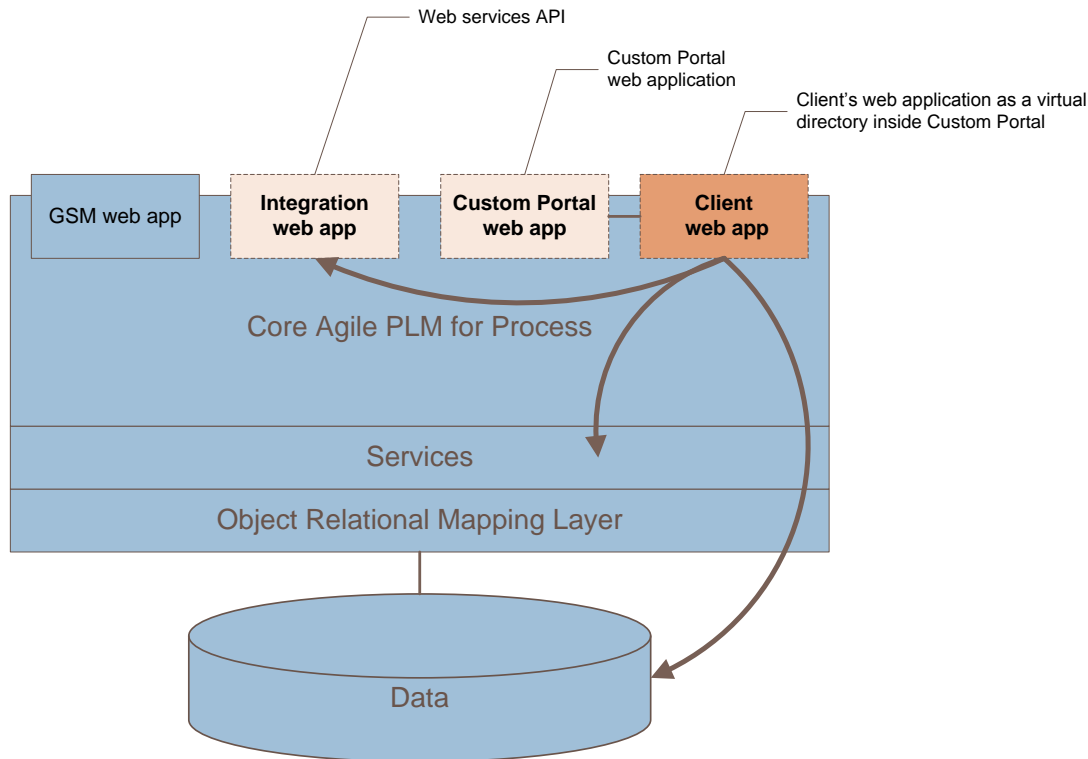 Web services API
Custom Portal
web application
Client's web application as a virtual
directory inside Custom Portal
GSM web app
Integration
web app
Custom Portal
web app
Client
web app
Core Agile PLM for Process
Services
Object Relational Mapping Layer
Data